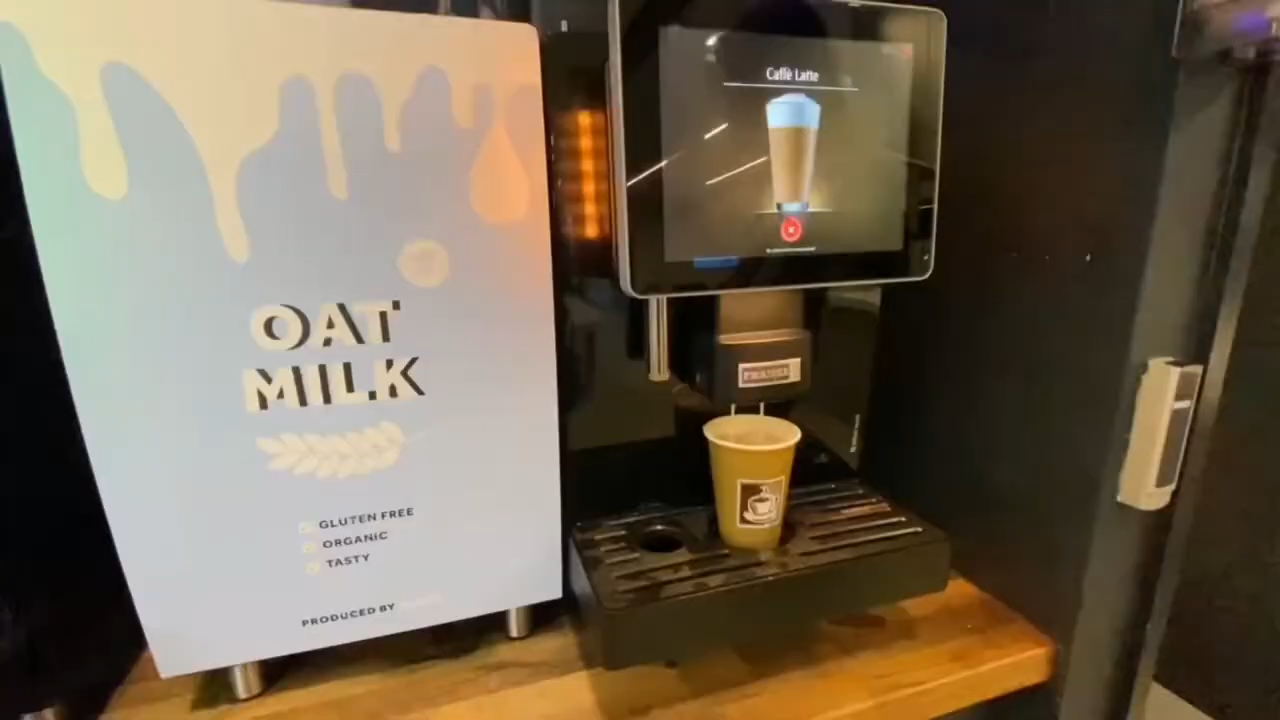 OAT
MILK
GLUTEN FREE
ORGANIC
TASTY
PRODUCED BY
Caffè Latte
FRANKE